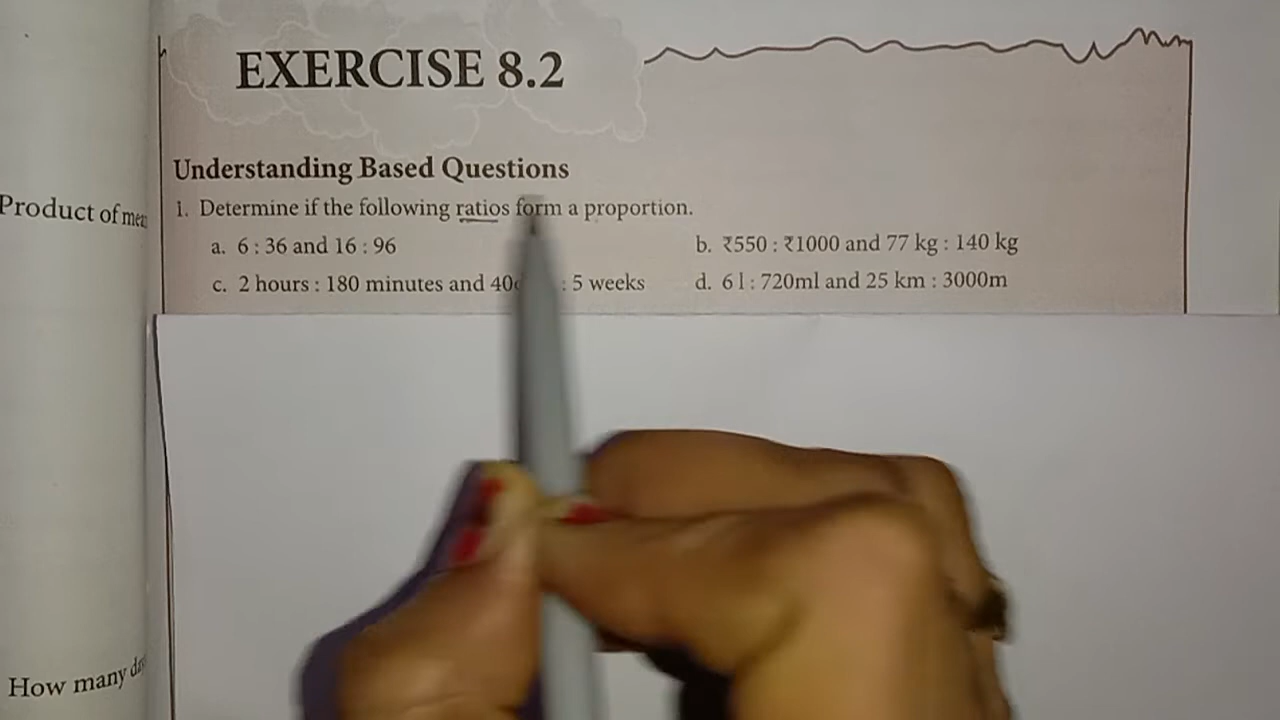 EXERCISE 8.2
Understanding Based Questions
Product of
1. Determine if the following ratios form a proportion.
a. 6 : 36 and 16 : 96
b. ₹550 : ₹1000 and 77 kg : 140 kg
c. 2 hours : 180 minutes and 40 : 5 weeks
d. 6 l : 720ml and 25 km : 3000m
How many